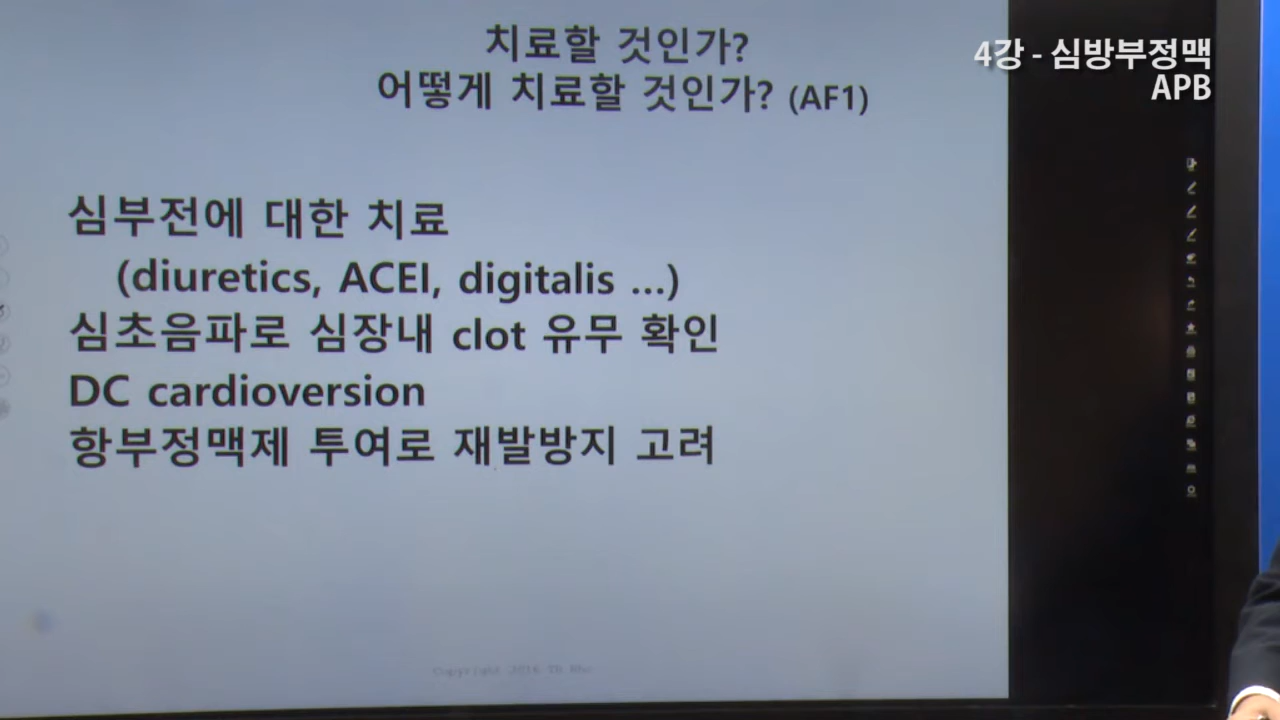 치료할 것인가?
어떻게 치료할 것인가? (AF1)
4강 - 심방부정맥
APB
심부전에 대한 치료
(diuretics, ACEI, digitalis ...)
심초음파로 심장내 clot 유무 확인
DC cardioversion
항부정맥제 투여로 재발방지 고려
Copyright 2016